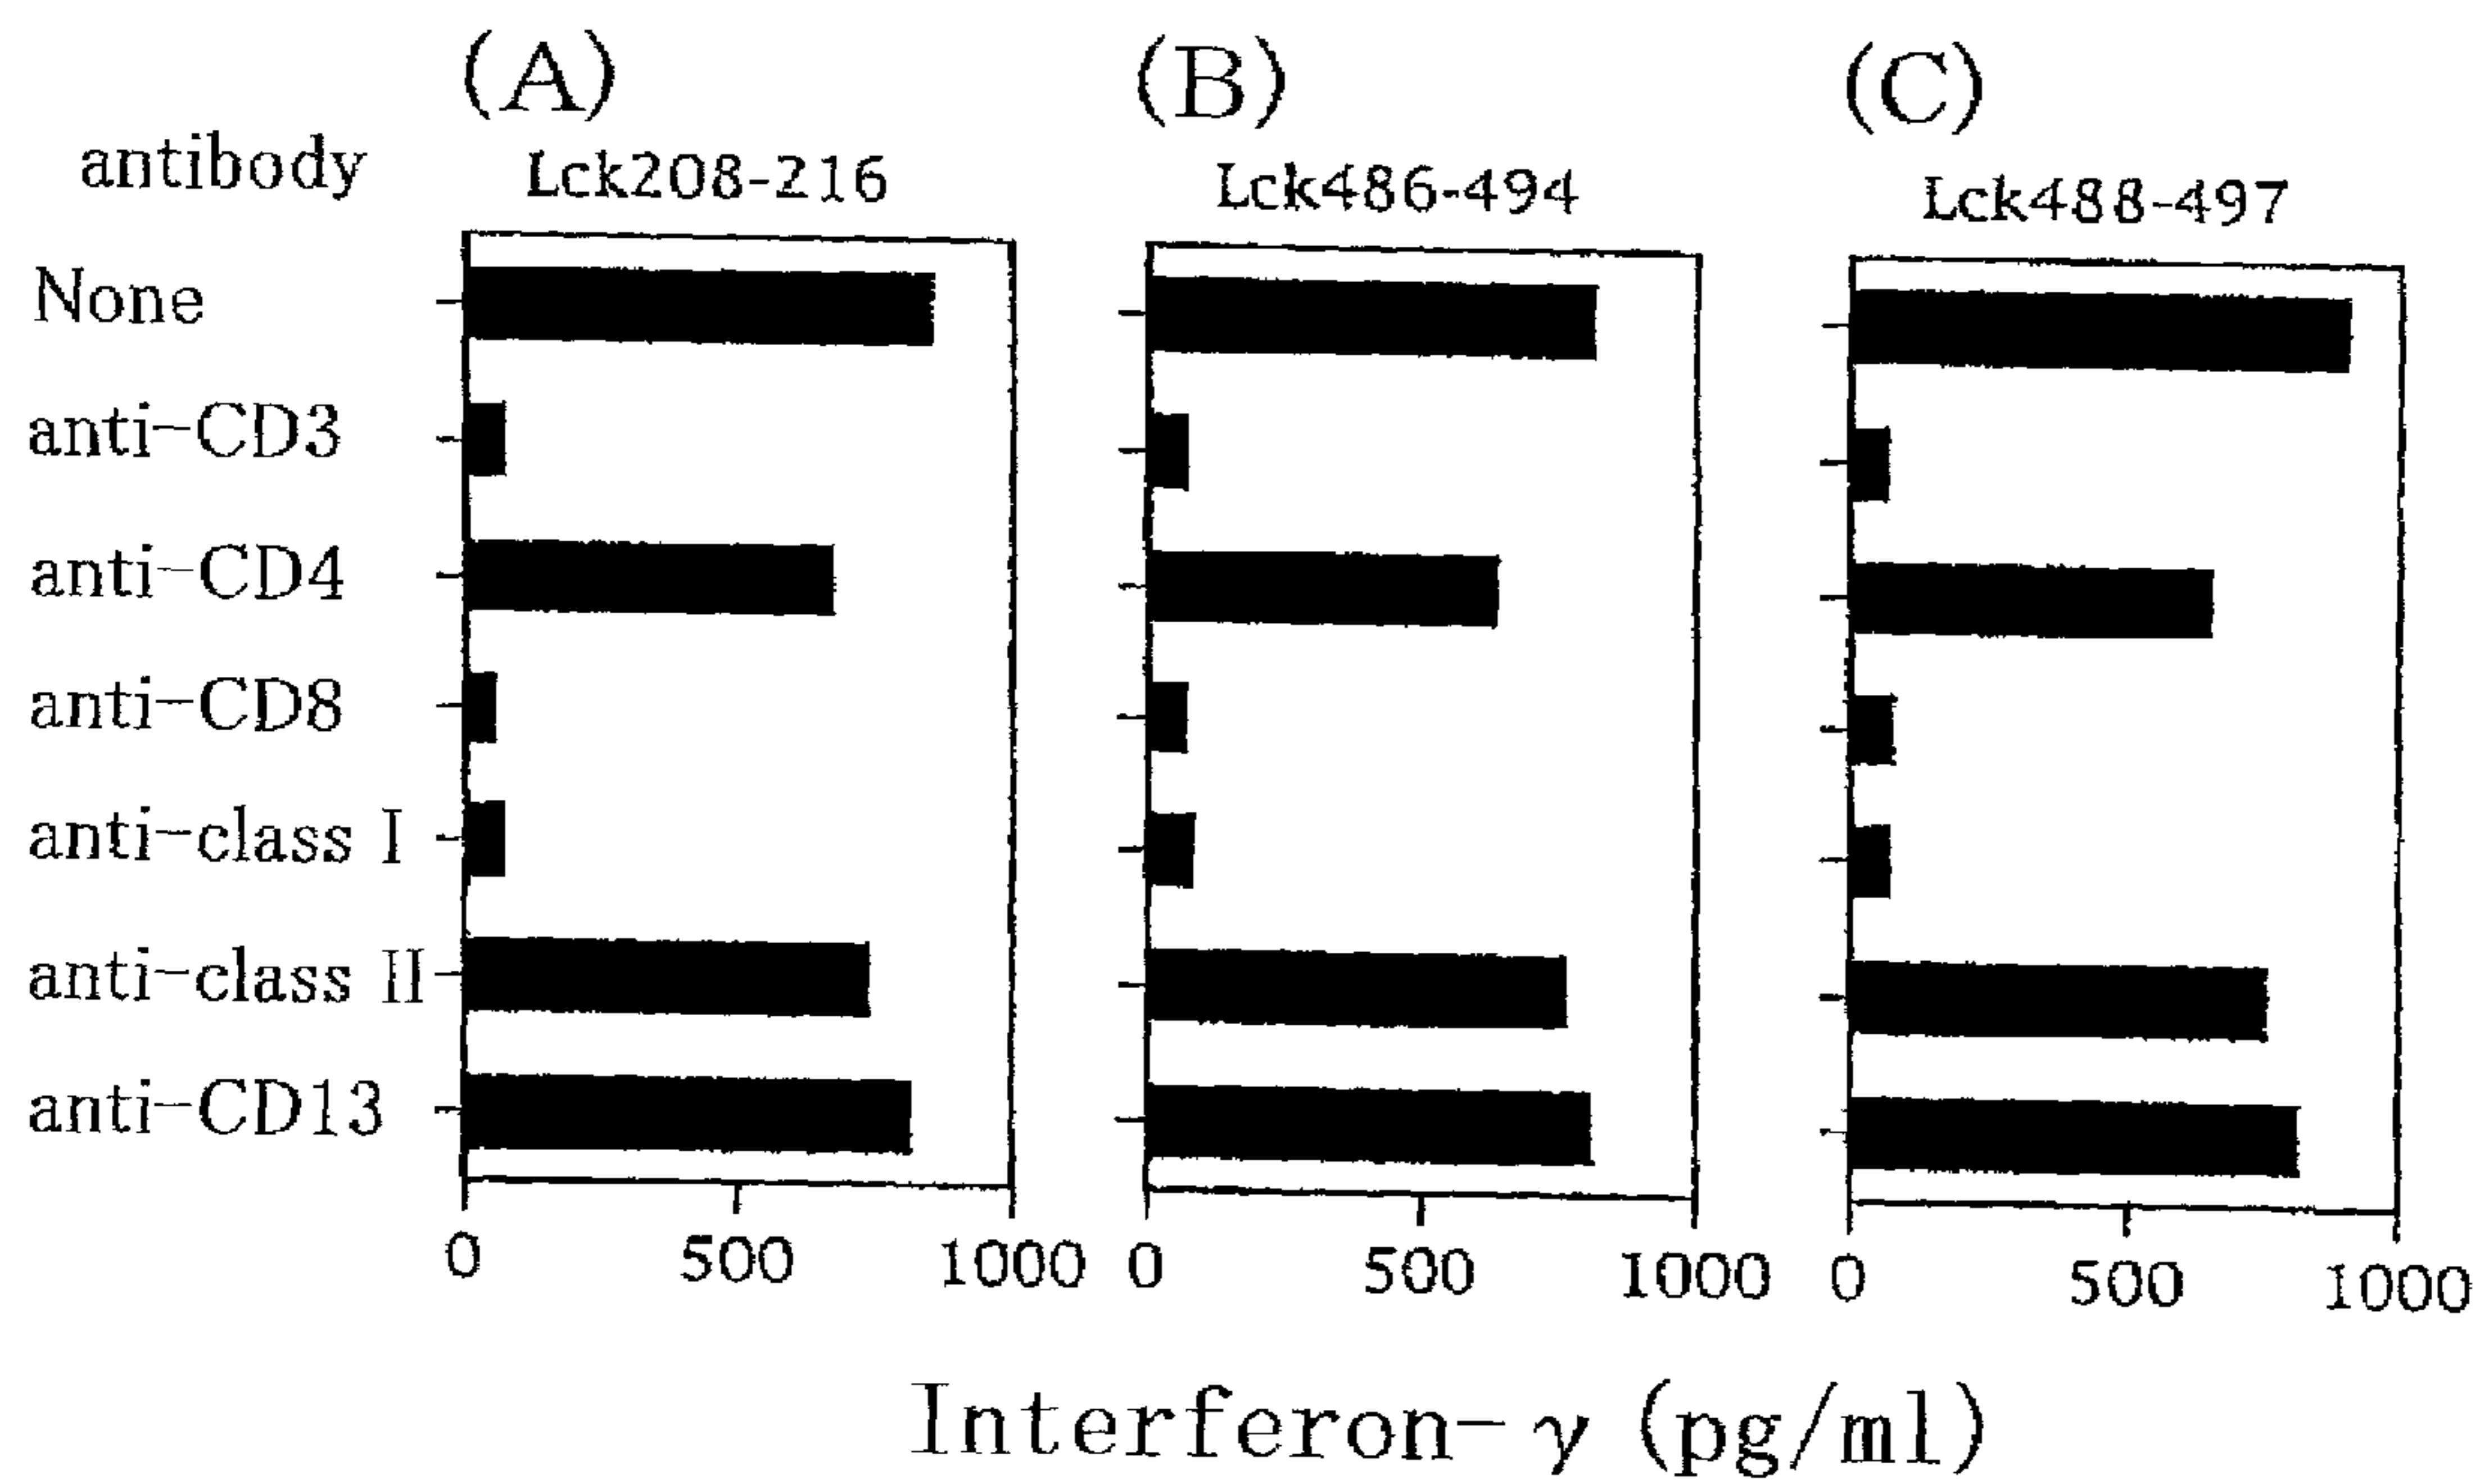 (A) (B) (C)
antibody Lck208-216 Lck486-494 Lck488-497
None
anti-CD3
anti-CD4
anti-CD8
anti-class I
anti-class II
anti-CD13
0 500 1000 0 500 1000 0 500 1000
Interferon-γ (pg/ml)